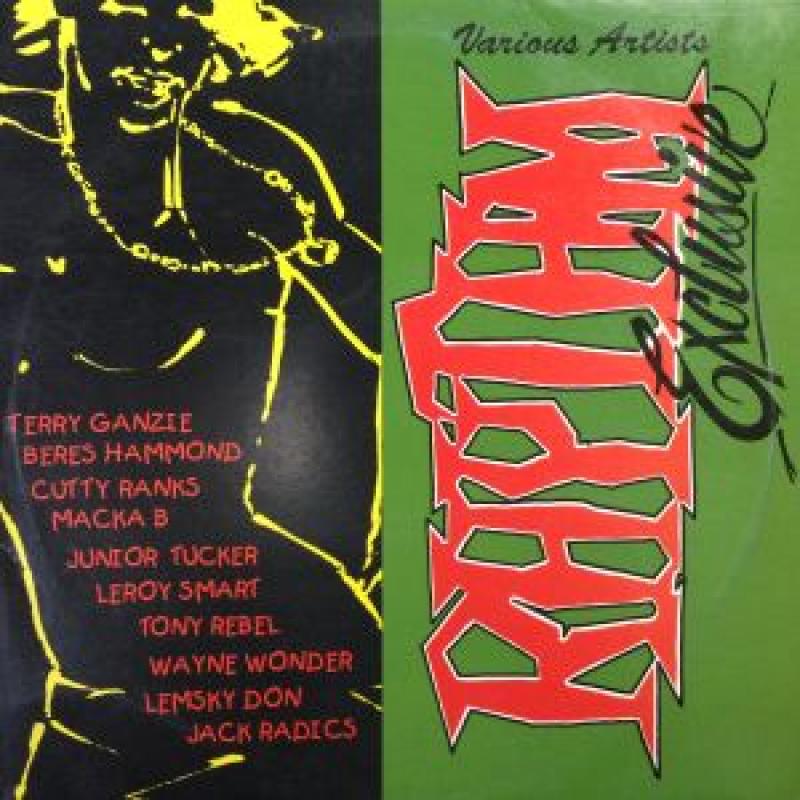 Various Artists
RHYTHM
Exclusive
TERRY GANZIE
BERES HAMMOND
CUTTY RANKS
MACKA B
JUNIOR TUCKER
LEROY SMART
TONY REBEL
WAYNE WONDER
LEMSKY DON
JACK RADICS